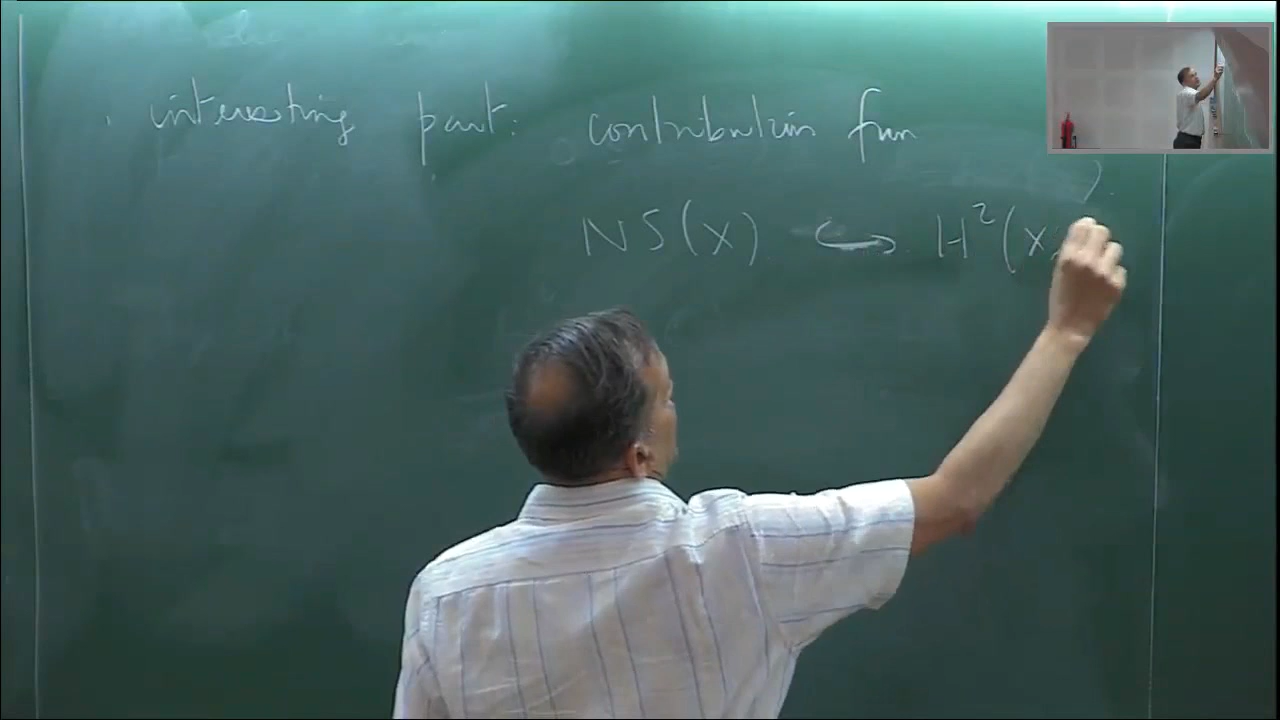 interesting part: contribution from
NS(X) ↪ H²(X